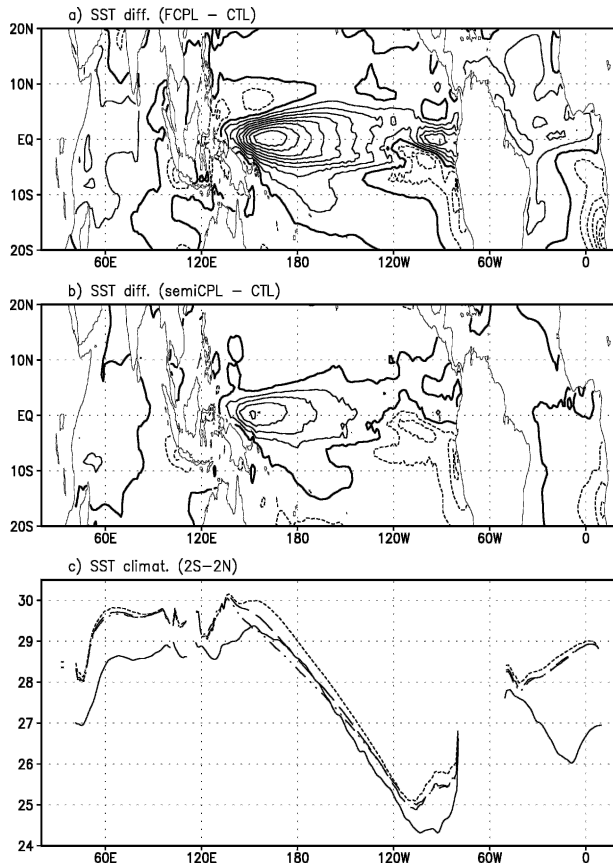 a) SST diff. (FCPL – CTL)
20N
10N
EQ
10S
20S
60E 120E 180 120W 60W 0
b) SST diff. (semiCPL – CTL)
20N
10N
EQ
10S
20S
60E 120E 180 120W 60W 0
c) SST climat. (2S–2N)
30
29
28
27
26
25
24
60E 120E 180 120W 60W 0